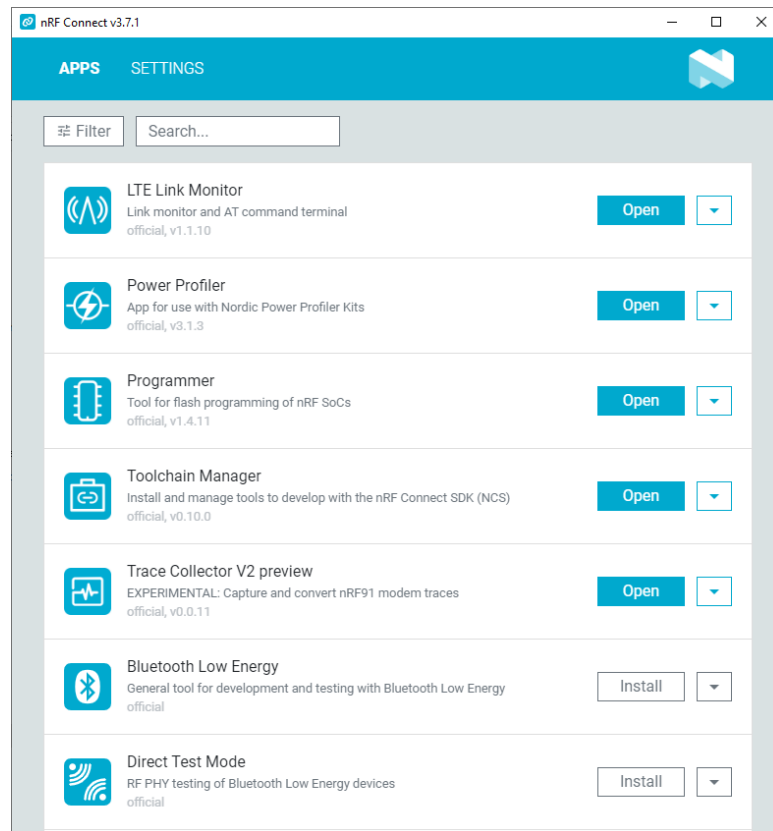 nRF Connect v3.7.1
APPS SETTINGS
Filter Search...
LTE Link Monitor
Link monitor and AT command terminal
official, v1.1.10
Open
Power Profiler
App for use with Nordic Power Profiler Kits
official, v3.1.3
Open
Programmer
Tool for flash programming of nRF SoCs
official, v1.4.11
Open
Toolchain Manager
Install and manage tools to develop with the nRF Connect SDK (NCS)
official, v0.10.0
Open
Trace Collector V2 preview
EXPERIMENTAL: Capture and convert nRF91 modem traces
official, v0.0.11
Open
Bluetooth Low Energy
General tool for development and testing with Bluetooth Low Energy
official
Install
Direct Test Mode
RF PHY testing of Bluetooth Low Energy devices
official
Install